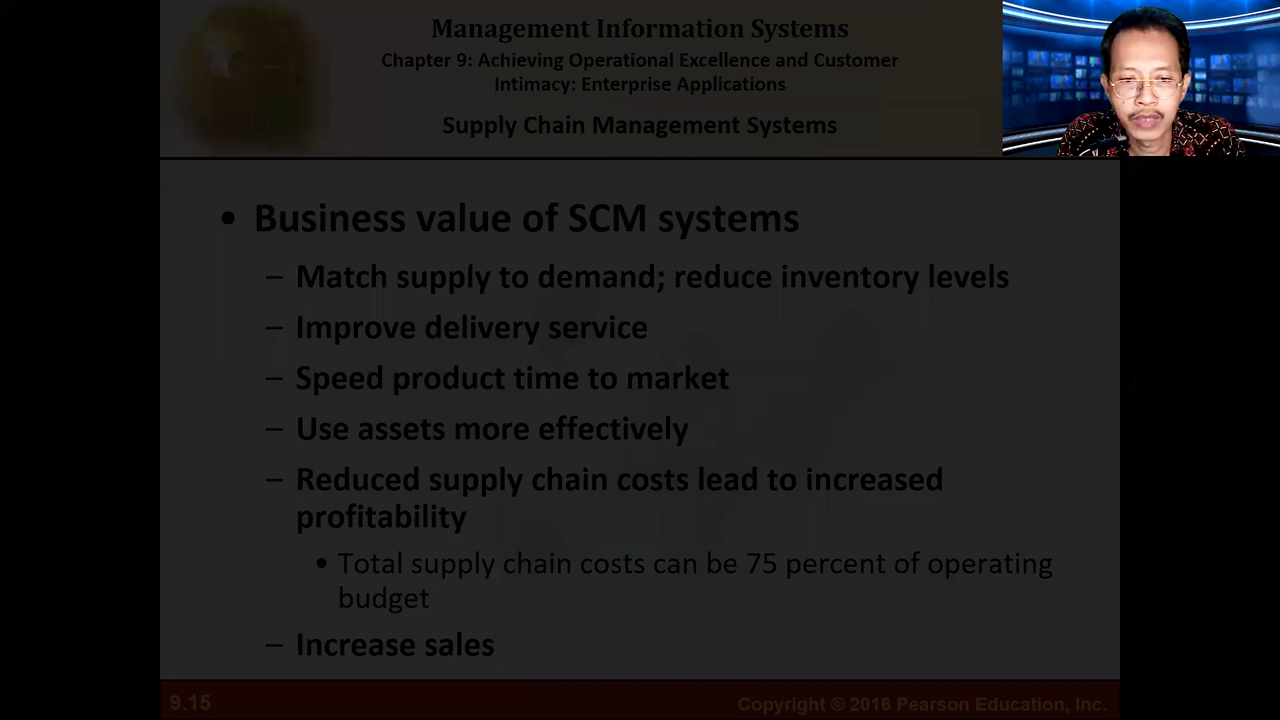 Management Information Systems
Chapter 9: Achieving Operational Excellence and Customer
Intimacy: Enterprise Applications
Supply Chain Management Systems
• Business value of SCM systems
– Match supply to demand; reduce inventory levels
– Improve delivery service
– Speed product time to market
– Use assets more effectively
– Reduced supply chain costs lead to increased
profitability
• Total supply chain costs can be 75 percent of operating
budget
– Increase sales
9.15
Copyright © 2016 Pearson Education, Inc.